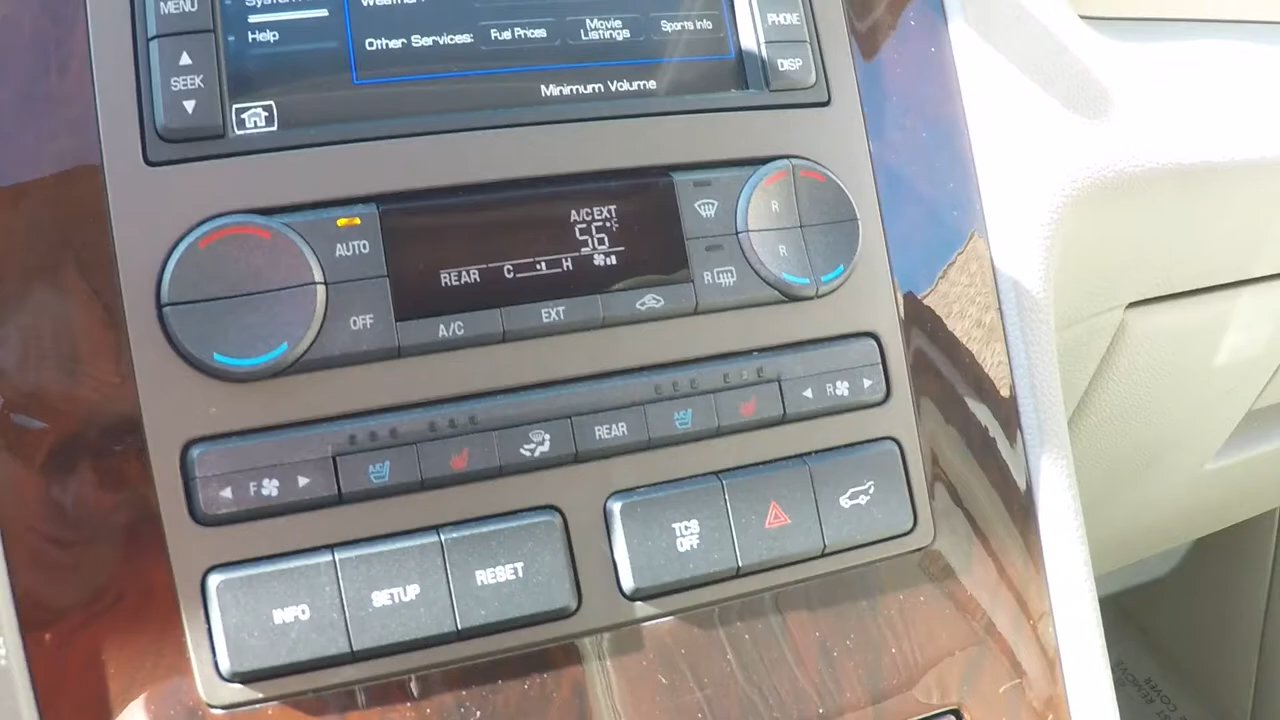 MENU
Help
Other Services:
Fuel Prices
Movie
Listings
Sports Info
PHONE
SEEK
DISP
Minimum Volume
A/C EXT
56°F
AUTO
REAR C H
R
R
R
OFF
A/C
EXT
REAR
R
A/C
A/C
F
TCS
OFF
INFO
SETUP
RESET